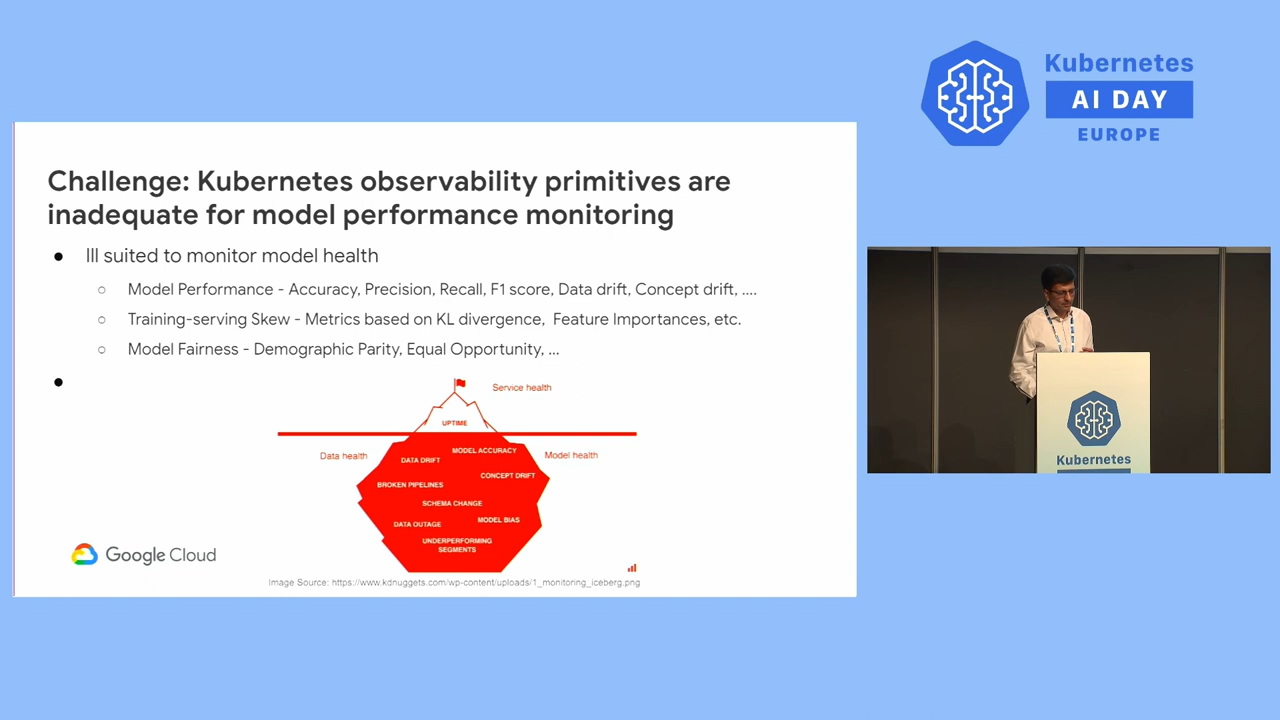 Kubernetes
AI DAY
EUROPE
Challenge: Kubernetes observability primitives are
inadequate for model performance monitoring
● Ill suited to monitor model health
○ Model Performance - Accuracy, Precision, Recall, F1 score, Data drift, Concept drift, ....
○ Training-serving Skew - Metrics based on KL divergence, Feature Importances, etc.
○ Model Fairness - Demographic Parity, Equal Opportunity, ...
●
Service health
UPTIME
Data health
Model health
MODEL ACCURACY
DATA DRIFT
CONCEPT DRIFT
BROKEN PIPELINES
SCHEMA CHANGE
DATA OUTAGE
MODEL BIAS
UNDERPERFORMING
SEGMENTS
Google Cloud
Image Source: https://www.kdnuggets.com/wp-content/uploads/1_monitoring_iceberg.png
Kubernetes